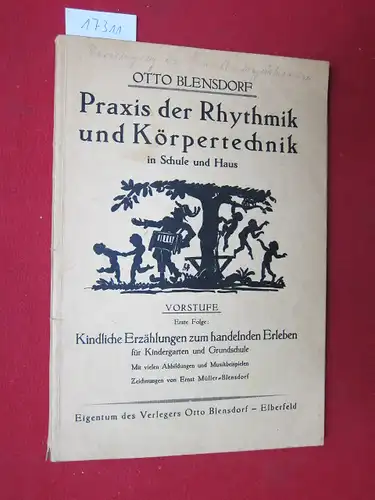 17311
OTTO BLENSDORF
Praxis der Rhythmik
und Körpertechnik
in Schule und Haus
VORSTUFE
Erste Folge:
Kindliche Erzählungen zum handelnden Erleben
für Kindergarten und Grundschule
Mit vielen Abbildungen und Musikbeispielen
Zeichnungen von Ernst Müller-Blensdorf
Eigentum des Verlegers Otto Blensdorf – Elberfeld